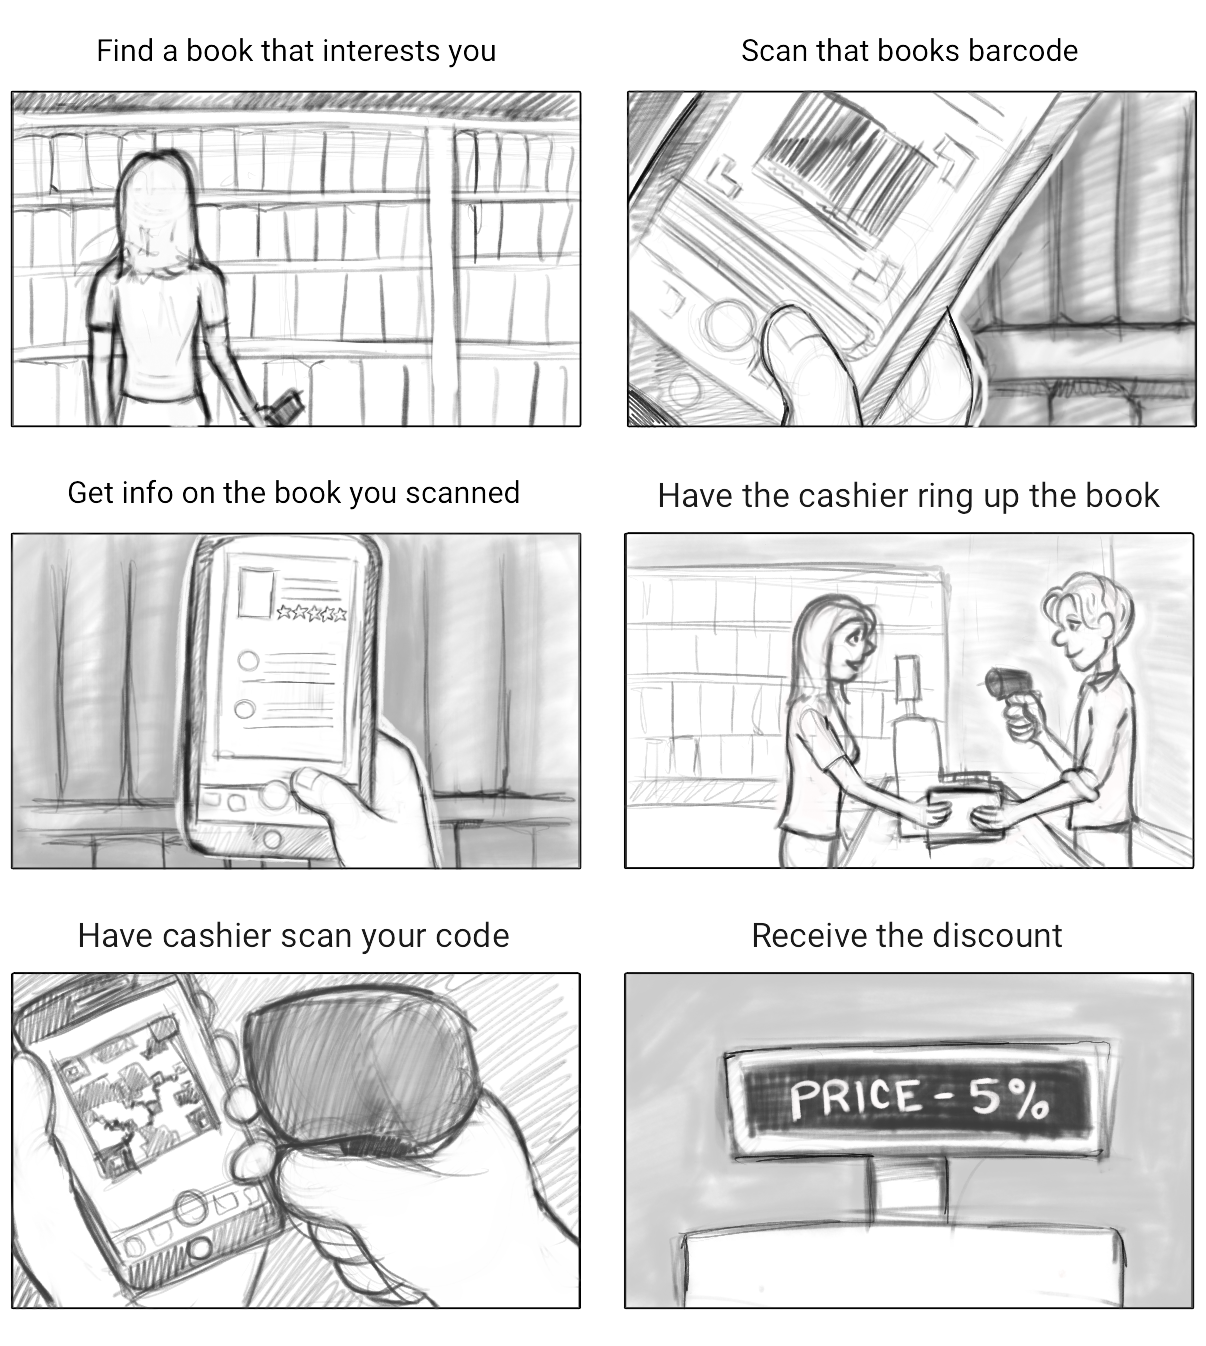 Find a book that interests you
Scan that books barcode
Get info on the book you scanned
Have the cashier ring up the book
Have cashier scan your code
Receive the discount
PRICE - 5%